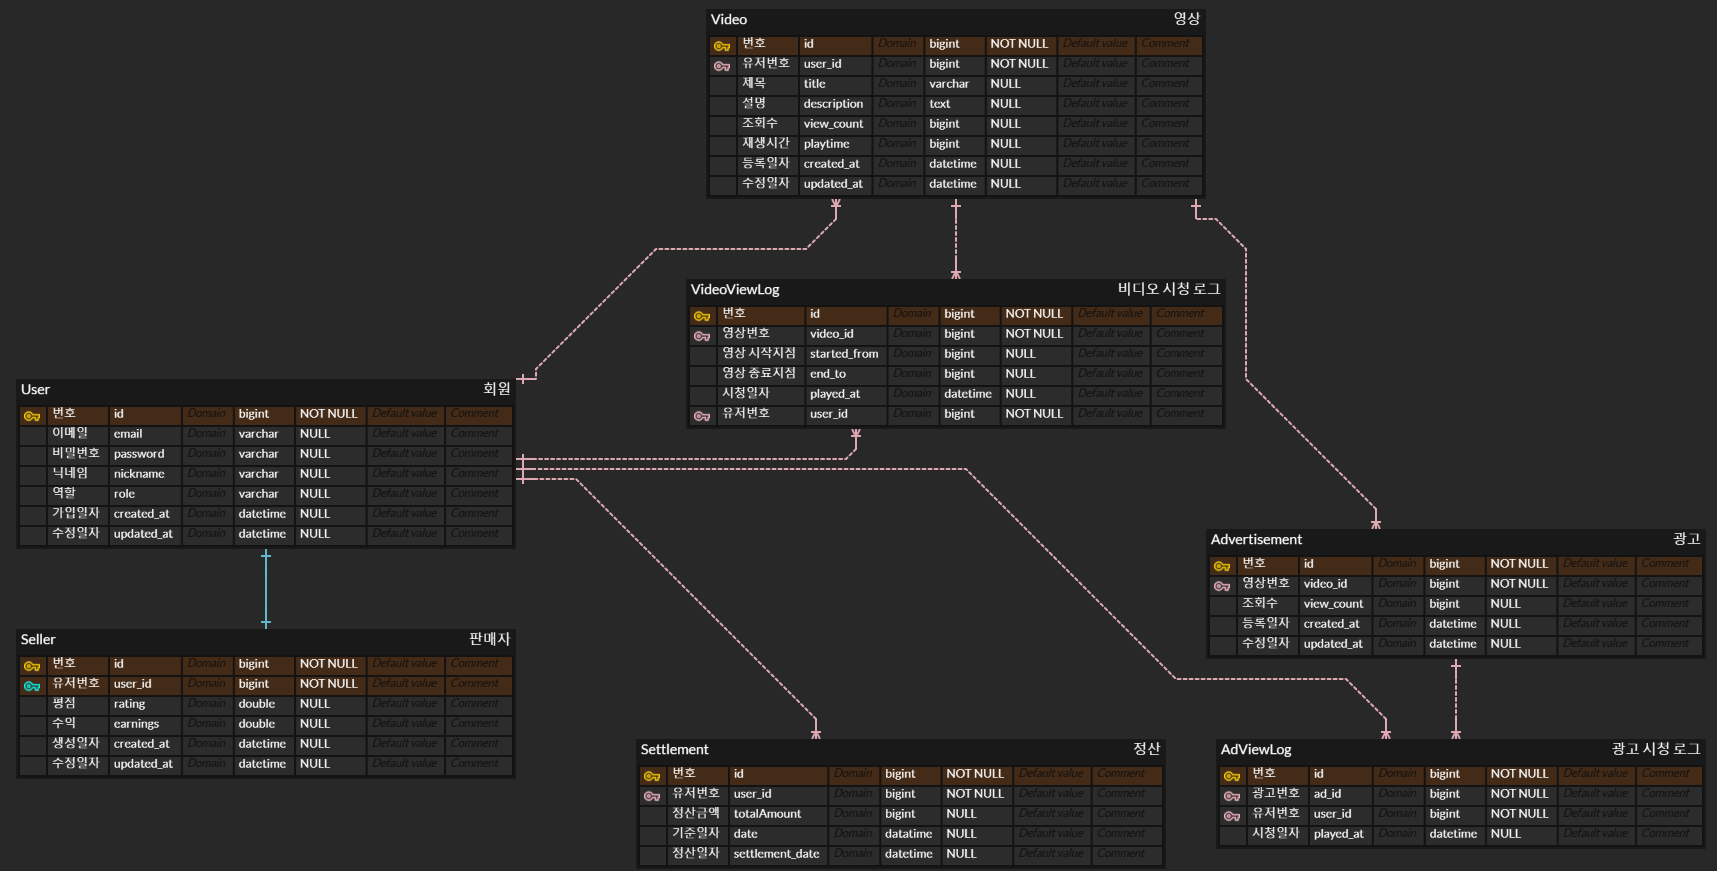 Video 영상
번호 id Domain bigint NOT NULL Default value Comment
유저번호 user_id Domain bigint NOT NULL Default value Comment
제목 title Domain varchar NULL Default value Comment
설명 description Domain text NULL Default value Comment
조회수 view_count Domain bigint NULL Default value Comment
재생시간 playtime Domain bigint NULL Default value Comment
등록일자 created_at Domain datetime NULL Default value Comment
수정일자 updated_at Domain datetime NULL Default value Comment
VideoViewLog 비디오 시청 로그
번호 id Domain bigint NOT NULL Default value Comment
영상번호 video_id Domain bigint NOT NULL Default value Comment
영상 시작지점 started_from Domain bigint NULL Default value Comment
영상 종료지점 end_to Domain bigint NULL Default value Comment
시청일자 played_at Domain datetime NULL Default value Comment
유저번호 user_id Domain bigint NOT NULL Default value Comment
User 회원
번호 id Domain bigint NOT NULL Default value Comment
이메일 email Domain varchar NULL Default value Comment
비밀번호 password Domain varchar NULL Default value Comment
닉네임 nickname Domain varchar NULL Default value Comment
역할 role Domain varchar NULL Default value Comment
가입일자 created_at Domain datetime NULL Default value Comment
수정일자 updated_at Domain datetime NULL Default value Comment
Advertisement 광고
번호 id Domain bigint NOT NULL Default value Comment
영상번호 video_id Domain bigint NOT NULL Default value Comment
조회수 view_count Domain bigint NULL Default value Comment
등록일자 created_at Domain datetime NULL Default value Comment
수정일자 updated_at Domain datetime NULL Default value Comment
Seller 판매자
번호 id Domain bigint NOT NULL Default value Comment
유저번호 user_id Domain bigint NOT NULL Default value Comment
평점 rating Domain double NULL Default value Comment
수익 earnings Domain double NULL Default value Comment
생성일자 created_at Domain datetime NULL Default value Comment
수정일자 updated_at Domain datetime NULL Default value Comment
Settlement 정산
번호 id Domain bigint NOT NULL Default value Comment
유저번호 user_id Domain bigint NOT NULL Default value Comment
정산금액 totalAmount Domain bigint NULL Default value Comment
기준일자 date Domain datatime NULL Default value Comment
정산일자 settlement_date Domain datetime NULL Default value Comment
AdViewLog 광고 시청 로그
번호 id Domain bigint NOT NULL Default value Comment
광고번호 ad_id Domain bigint NOT NULL Default value Comment
유저번호 user_id Domain bigint NOT NULL Default value Comment
시청일자 played_at Domain datetime NULL Default value Comment